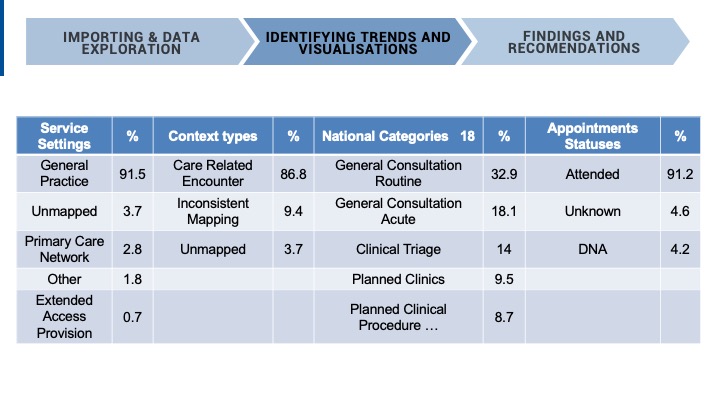 IMPORTING & DATA
EXPLORATION
IDENTIFYING TRENDS AND
VISUALISATIONS
FINDINGS AND
RECOMENDATIONS
Service
Settings
%
Context types
%
National Categories 18
%
Appointments
Statuses
%
General
Practice
91.5
Care Related
Encounter
86.8
General Consultation
Routine
32.9
Attended
91.2
Unmapped
3.7
Inconsistent
Mapping
9.4
General Consultation
Acute
18.1
Unknown
4.6
Primary Care
Network
2.8
Unmapped
3.7
Clinical Triage
14
DNA
4.2
Other
1.8
Planned Clinics
9.5
Extended
Access
Provision
0.7
Planned Clinical
Procedure …
8.7